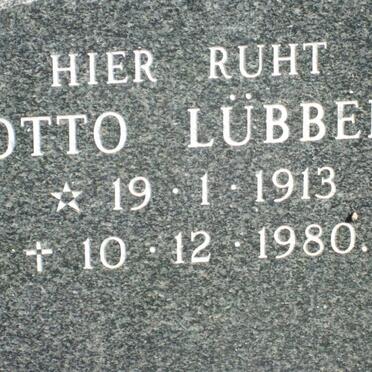 HIER RUHT
OTTO LÜBBE
☆ 19 · 1 · 1913
✝ 10 · 12 · 1980.